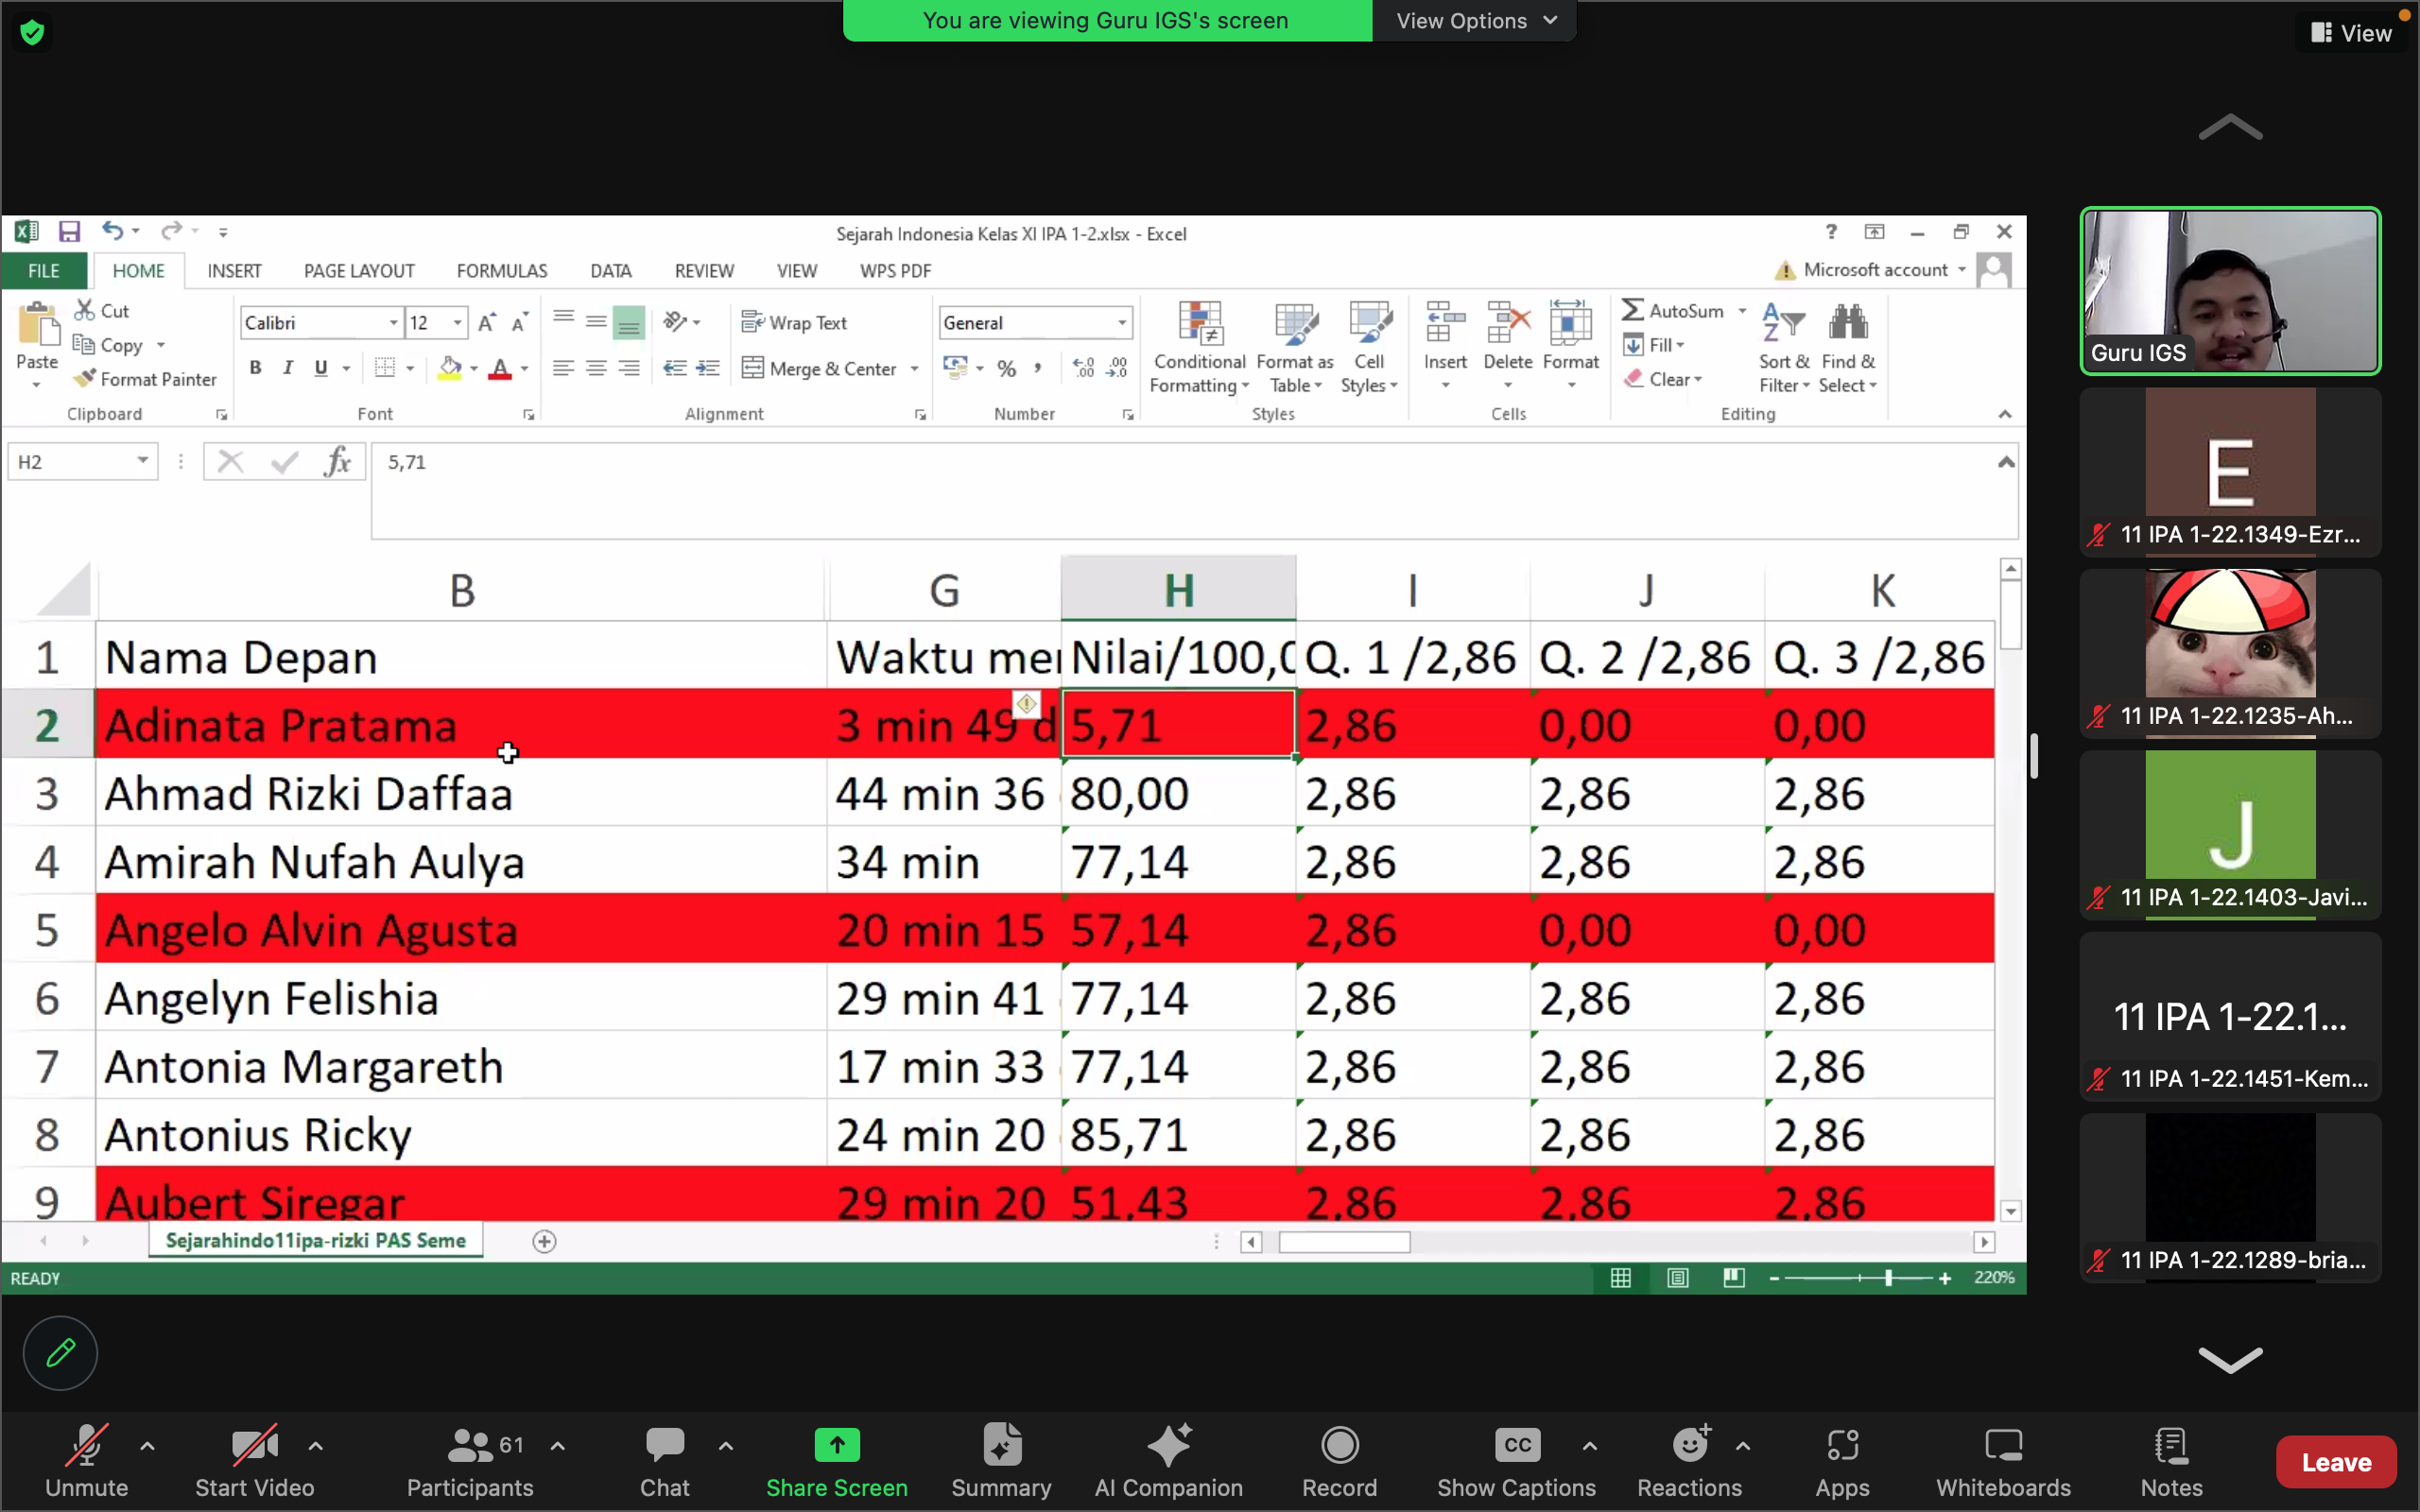 You are viewing Guru IGS's screen
View Options
View
Sejarah Indonesia Kelas XI IPA 1-2.xlsx - Excel
FILE HOME INSERT PAGE LAYOUT FORMULAS DATA REVIEW VIEW WPS PDF
Microsoft account
Paste
Cut
Copy
Format Painter
Clipboard
Calibri 12
B I U
Font
Wrap Text
Merge & Center
Alignment
General
Number
Conditional Formatting
Format as Table
Cell Styles
Styles
Insert Delete Format
Cells
AutoSum
Fill
Clear
Sort & Filter
Find & Select
Editing
H2
fx
5,71
B G H I J K
1 Nama Depan Waktu mer Nilai/100,0 Q. 1 /2,86 Q. 2 /2,86 Q. 3 /2,86
2 Adinata Pratama 3 min 49 d 5,71 2,86 0,00 0,00
3 Ahmad Rizki Daffaa 44 min 36 80,00 2,86 2,86 2,86
4 Amirah Nufah Aulya 34 min 77,14 2,86 2,86 2,86
5 Angelo Alvin Agusta 20 min 15 57,14 2,86 0,00 0,00
6 Angelyn Felishia 29 min 41 77,14 2,86 2,86 2,86
7 Antonia Margareth 17 min 33 77,14 2,86 2,86 2,86
8 Antonius Ricky 24 min 20 85,71 2,86 2,86 2,86
9 Aubert Siregar 29 min 20 51,43 2,86 2,86 2,86
Sejarahindo11ipa-rizki PAS Seme
READY
220%
Guru IGS
E
11 IPA 1-22.1349-Ezr...
11 IPA 1-22.1235-Ah...
J
11 IPA 1-22.1403-Javi...
11 IPA 1-22.1...
11 IPA 1-22.1451-Kem...
11 IPA 1-22.1289-bria...
Unmute
Start Video
61
Participants
Chat
Share Screen
Summary
AI Companion
Record
CC
Show Captions
Reactions
Apps
Whiteboards
Notes
Leave